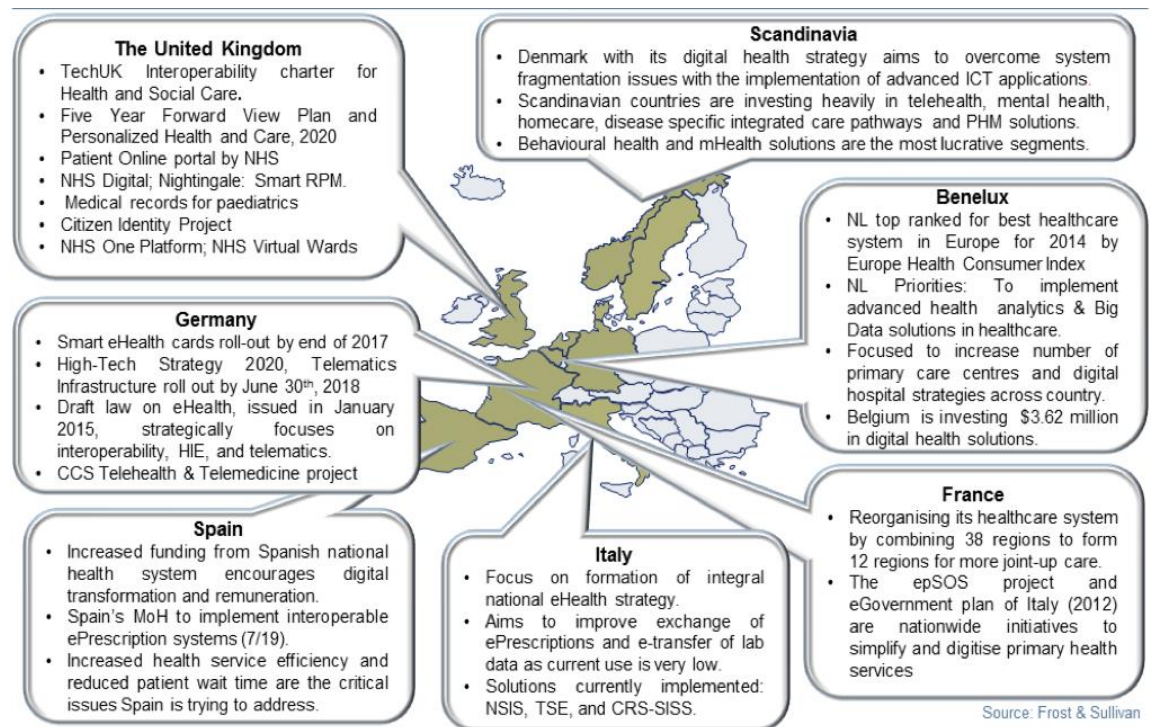 The United Kingdom
• TechUK Interoperability charter for
Health and Social Care.
• Five Year Forward View Plan and
Personalized Health and Care, 2020
• Patient Online portal by NHS
• NHS Digital; Nightingale: Smart RPM.
• Medical records for paediatrics
• Citizen Identity Project
• NHS One Platform; NHS Virtual Wards
Scandinavia
• Denmark with its digital health strategy aims to overcome system
fragmentation issues with the implementation of advanced ICT applications.
• Scandinavian countries are investing heavily in telehealth, mental health,
homecare, disease specific integrated care pathways and PHM solutions.
• Behavioural health and mHealth solutions are the most lucrative segments.
Benelux
• NL top ranked for best healthcare
system in Europe for 2014 by
Europe Health Consumer Index
• NL Priorities: To implement
advanced health analytics & Big
Data solutions in healthcare.
• Focused to increase number of
primary care centres and digital
hospital strategies across country.
• Belgium is investing $3.62 million
in digital health solutions.
Germany
• Smart eHealth cards roll-out by end of 2017
• High-Tech Strategy 2020, Telematics
Infrastructure roll out by June 30th, 2018
• Draft law on eHealth, issued in January
2015, strategically focuses on
interoperability, HIE, and telematics.
• CCS Telehealth & Telemedicine project
Spain
• Increased funding from Spanish national
health system encourages digital
transformation and remuneration.
• Spain's MoH to implement interoperable
ePrescription systems (7/19).
• Increased health service efficiency and
reduced patient wait time are the critical
issues Spain is trying to address.
Italy
• Focus on formation of integral
national eHealth strategy.
• Aims to improve exchange of
ePrescriptions and e-transfer of lab
data as current use is very low.
• Solutions currently implemented:
NSIS, TSE, and CRS-SISS.
France
• Reorganising its healthcare system
by combining 38 regions to form
12 regions for more joint-up care.
• The epSOS project and
eGovernment plan of Italy (2012)
are nationwide initiatives to
simplify and digitise primary health
services
Source: Frost & Sullivan